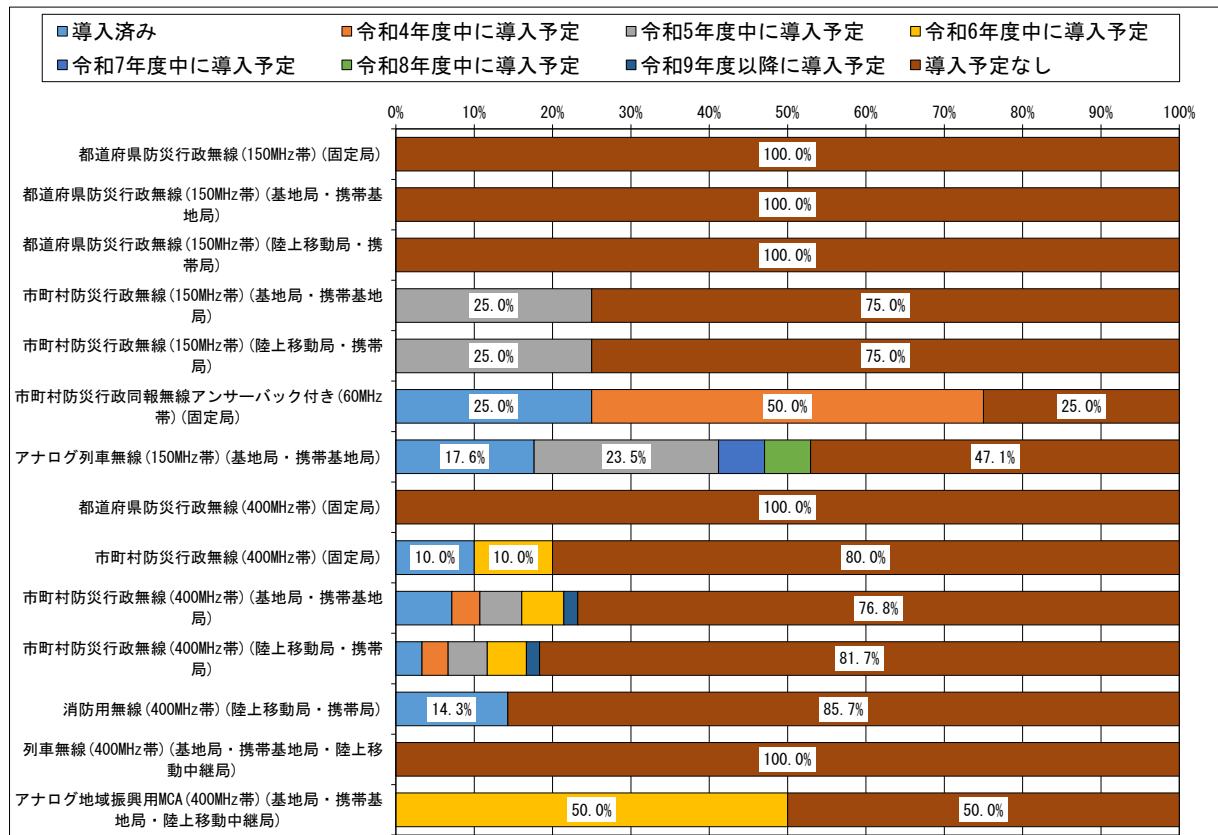 導入済み 令和4年度中に導入予定 令和5年度中に導入予定 令和6年度中に導入予定
令和7年度中に導入予定 令和8年度中に導入予定 令和9年度以降に導入予定 導入予定なし
0% 10% 20% 30% 40% 50% 60% 70% 80% 90% 100%
都道府県防災行政無線(150MHz帯)(固定局)
100.0%
都道府県防災行政無線(150MHz帯)(基地局・携帯基
地局)
100.0%
都道府県防災行政無線(150MHz帯)(陸上移動局・携
帯局)
100.0%
市町村防災行政無線(150MHz帯)(基地局・携帯基地
局)
25.0% 75.0%
市町村防災行政無線(150MHz帯)(陸上移動局・携帯
局)
25.0% 75.0%
市町村防災行政同報無線アンサーバック付き(60MHz
帯)(固定局)
25.0% 50.0% 25.0%
アナログ列車無線(150MHz帯)(基地局・携帯基地局)
17.6% 23.5% 47.1%
都道府県防災行政無線(400MHz帯)(固定局)
100.0%
市町村防災行政無線(400MHz帯)(固定局)
10.0% 10.0% 80.0%
市町村防災行政無線(400MHz帯)(基地局・携帯基地
局)
76.8%
市町村防災行政無線(400MHz帯)(陸上移動局・携帯
局)
81.7%
消防用無線(400MHz帯)(陸上移動局・携帯局)
14.3% 85.7%
列車無線(400MHz帯)(基地局・携帯基地局・陸上移
動中継局)
100.0%
アナログ地域振興用MCA(400MHz帯)(基地局・携帯基
地局・陸上移動中継局)
50.0% 50.0%